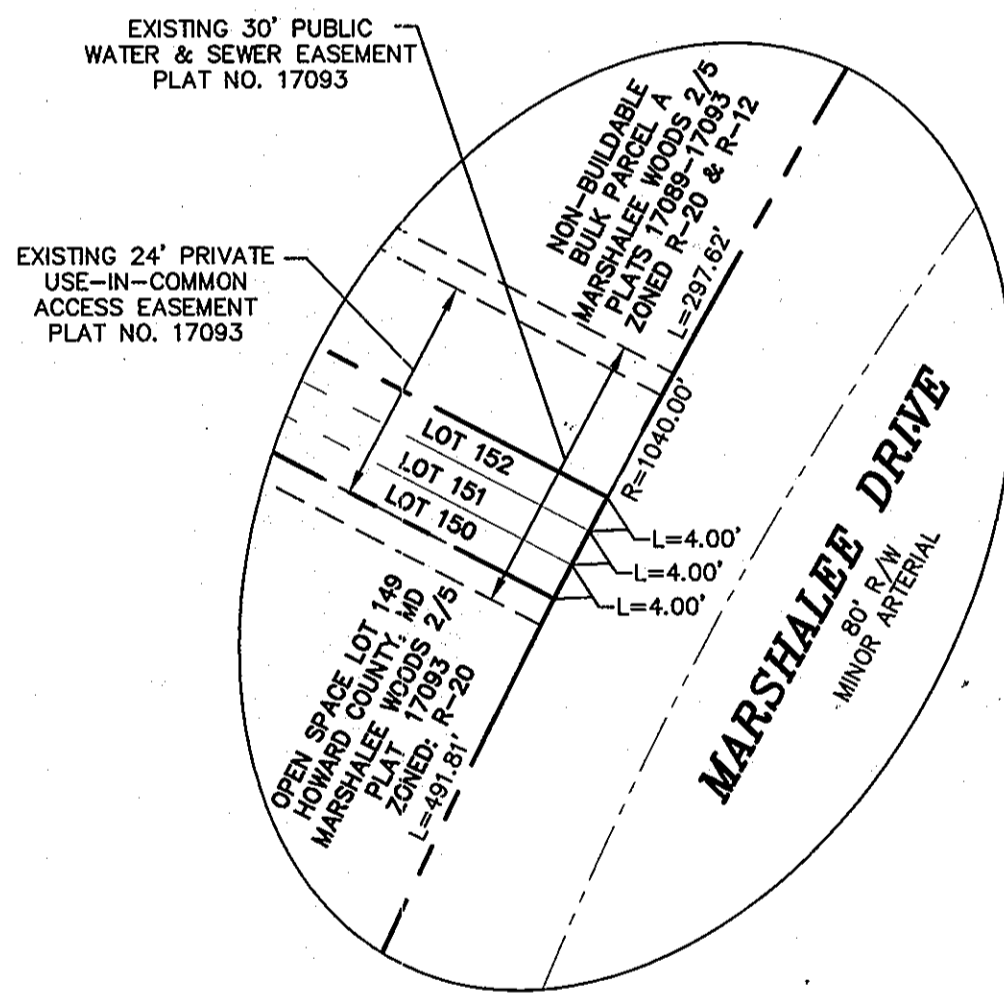 EXISTING 30' PUBLIC
WATER & SEWER EASEMENT
PLAT NO. 17093
EXISTING 24' PRIVATE
USE-IN-COMMON
ACCESS EASEMENT
PLAT NO. 17093
NON-BUILDABLE
BULK PARCEL A
MARSHALEE WOODS 2/5
PLATS 17089-17093
ZONED R-20 & R-12
L=297.62'
R=1040.00'
LOT 152
LOT 151
LOT 150
L=4.00'
L=4.00'
L=4.00'
OPEN SPACE LOT 149
HOWARD COUNTY, MD
MARSHALEE WOODS 2/5
PLAT 17093
ZONED: R-20
L=491.81'
MARSHALEE DRIVE
80' R/W
MINOR ARTERIAL